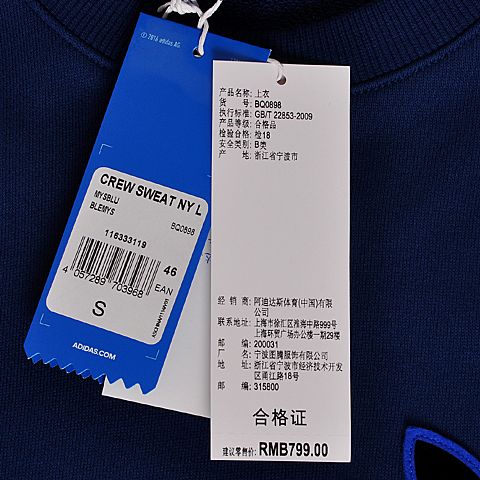 © 2016 adidas AG
CREW SWEAT NY L
MYSBLU
BLEMYS
BQ0898
116333119
46
EAN
4 057289 703968
S
ADIDAS.COM
产品名称: 上衣
货 号: BQ0898
执行标准: GB/T 22853-2009
产品等级: 合格品
检验合格: 检18
安全类别: B类
产 地: 浙江省宁波市
经 销 商: 阿迪达斯体育(中国)有限
公司
联系地址: 上海市徐汇区淮海中路999号
上海环贸广场办公楼一期29楼
邮 编: 200031
厂 名: 宁波图腾服饰有限公司
地 址: 浙江省宁波市经济技术开发
区甬江路18号
邮 编: 315800
合格证
建议零售价: RMB799.00